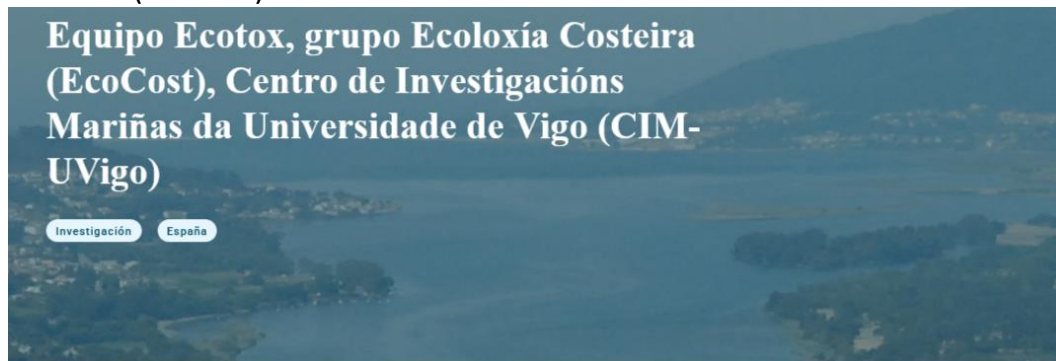 Equipo Ecotox, grupo Ecoloxía Costeira
(EcoCost), Centro de Investigacións
Mariñas da Universidade de Vigo (CIM-
UVigo)
Investigación España